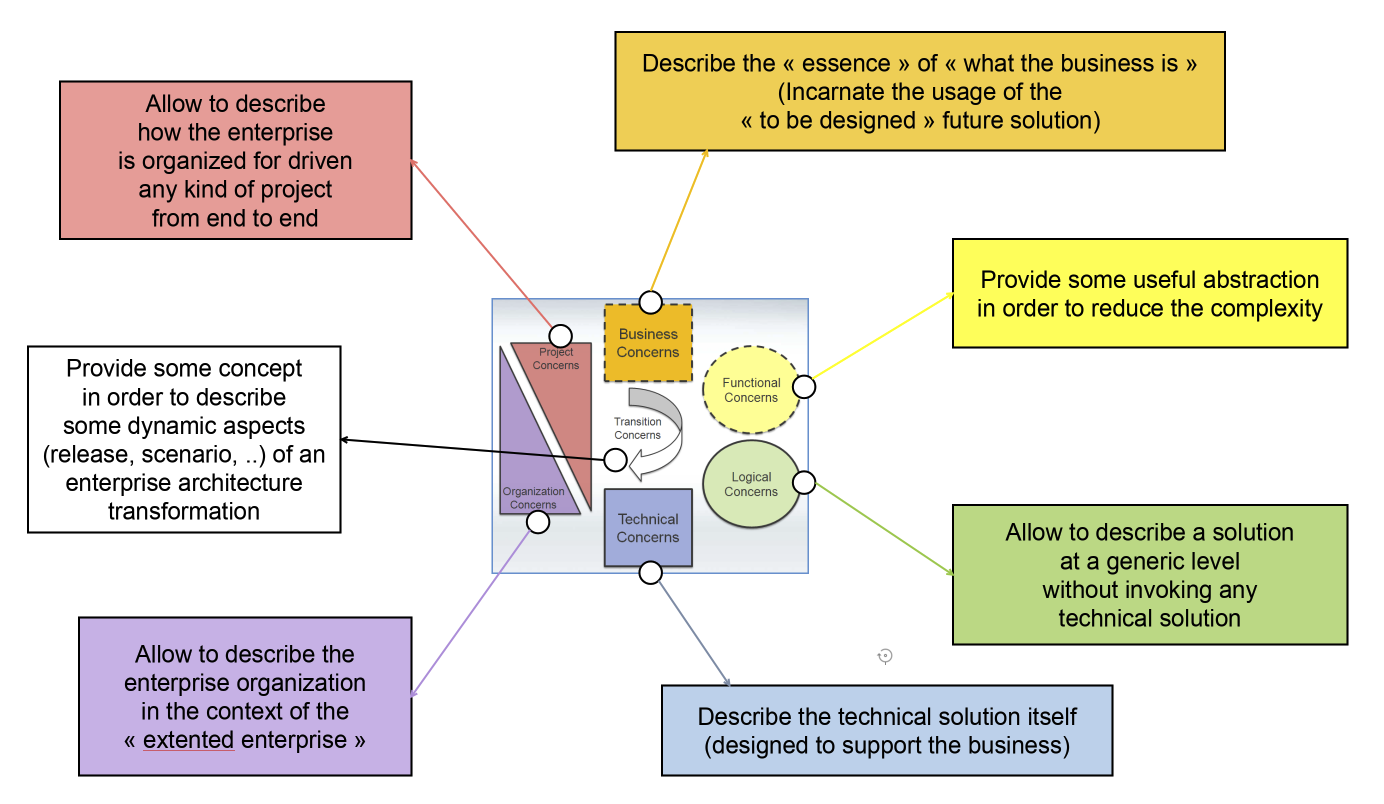 Describe the « essence » of « what the business is »
(Incarnate the usage of the
« to be designed » future solution)
Allow to describe
how the enterprise
is organized for driven
any kind of project
from end to end
Provide some useful abstraction
in order to reduce the complexity
Provide some concept
in order to describe
some dynamic aspects
(release, scenario, ..) of an
enterprise architecture
transformation
Business
Concerns
Project
Concerns
Functional
Concerns
Transition
Concerns
Logical
Concerns
Organization
Concerns
Technical
Concerns
Allow to describe a solution
at a generic level
without invoking any
technical solution
Allow to describe the
enterprise organization
in the context of the
« extented enterprise »
Describe the technical solution itself
(designed to support the business)